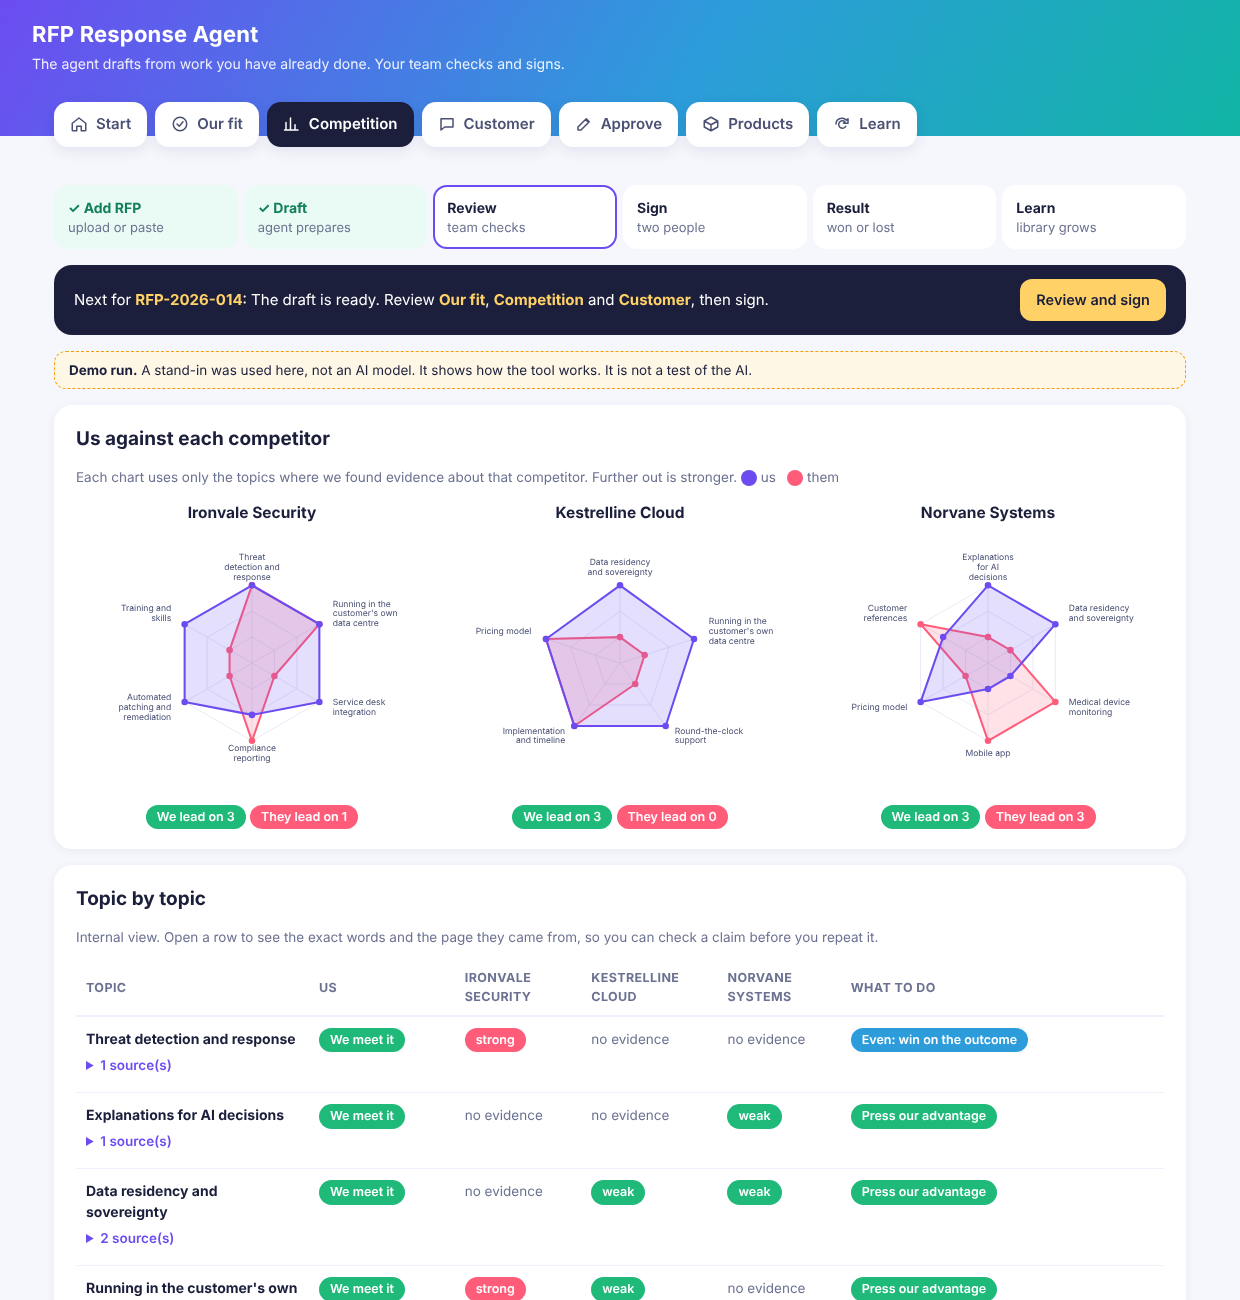 RFP Response Agent
The agent drafts from work you have already done. Your team checks and signs.
Start
Our fit
Competition
Customer
Approve
Products
Learn
✓ Add RFP
upload or paste
✓ Draft
agent prepares
Review
team checks
Sign
two people
Result
won or lost
Learn
library grows
Next for RFP-2026-014: The draft is ready. Review Our fit, Competition and Customer, then sign.
Review and sign
Demo run. A stand-in was used here, not an AI model. It shows how the tool works. It is not a test of the AI.
Us against each competitor
Each chart uses only the topics where we found evidence about that competitor. Further out is stronger. us them
Ironvale Security
Threat
detection and
response
Running in the
customer's own
data centre
Service desk
integration
Compliance
reporting
Automated
patching and
remediation
Training and
skills
We lead on 3
They lead on 1
Kestrelline Cloud
Data residency
and sovereignty
Running in the
customer's own
data centre
Round-the-clock
support
Implementation
and timeline
Pricing model
We lead on 3
They lead on 0
Norvane Systems
Explanations
for AI
decisions
Data residency
and sovereignty
Medical device
monitoring
Mobile app
Pricing model
Customer
references
We lead on 3
They lead on 3
Topic by topic
Internal view. Open a row to see the exact words and the page they came from, so you can check a claim before you repeat it.
TOPIC
US
IRONVALE
SECURITY
KESTRELLINE
CLOUD
NORVANE
SYSTEMS
WHAT TO DO
Threat detection and response
We meet it
strong
no evidence
no evidence
Even: win on the outcome
▶ 1 source(s)
Explanations for AI decisions
We meet it
no evidence
no evidence
weak
Press our advantage
▶ 1 source(s)
Data residency and
sovereignty
We meet it
no evidence
weak
weak
Press our advantage
▶ 2 source(s)
Running in the customer's own
We meet it
strong
weak
no evidence
Press our advantage